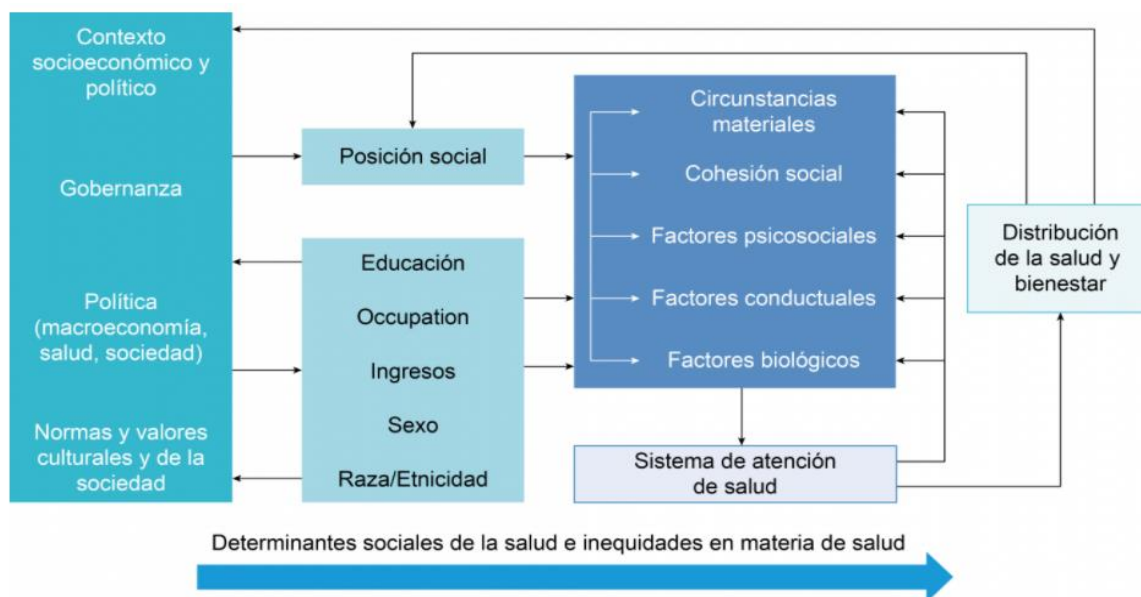 Contexto
socioeconómico y
político
Gobernanza
Política
(macroeconomía,
salud, sociedad)
Normas y valores
culturales y de la
sociedad
Posición social
Educación
Occupation
Ingresos
Sexo
Raza/Etnicidad
Circunstancias
materiales
Cohesión social
Factores psicosociales
Factores conductuales
Factores biológicos
Sistema de atención
de salud
Distribución
de la salud y
bienestar
Determinantes sociales de la salud e inequidades en materia de salud